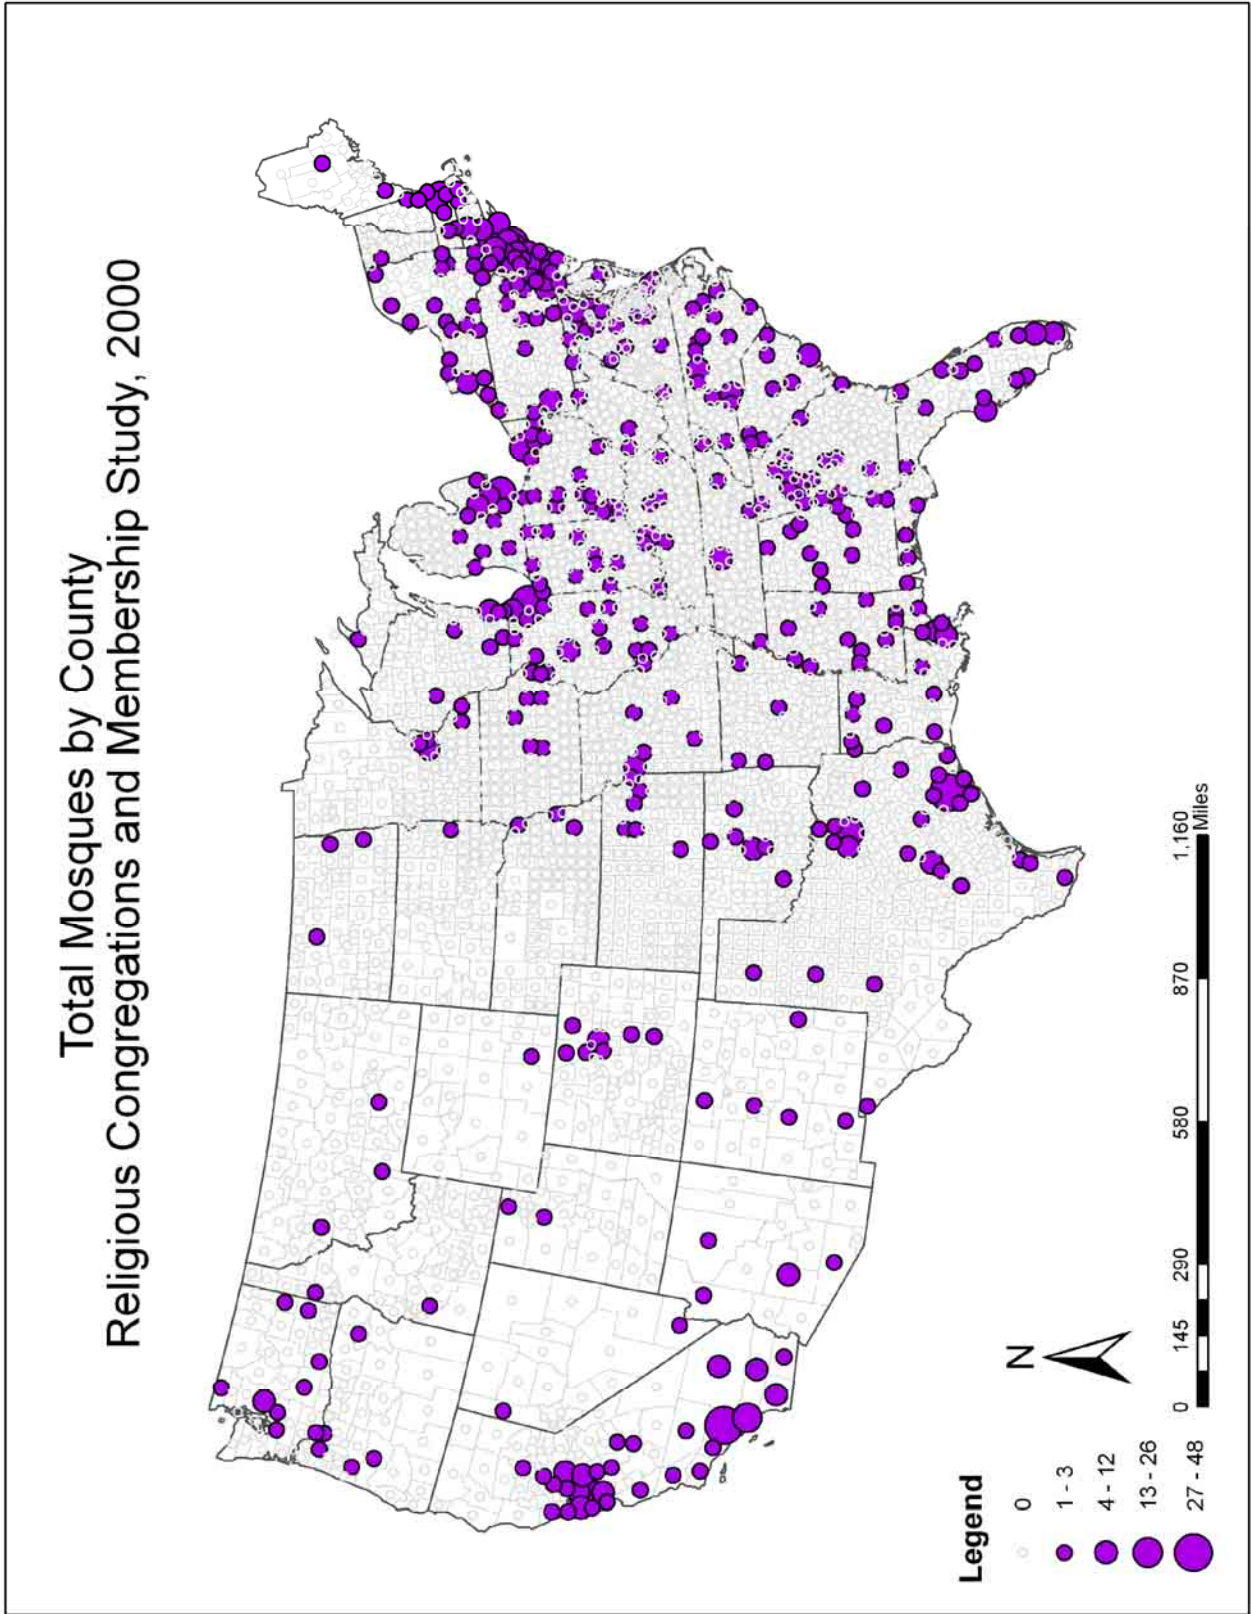 Total Mosques by County
Religious Congregations and Membership Study, 2000
Legend
0
1 - 3
4 - 12
13 - 26
27 - 48
N
0 145 290 580 870 1,160
Miles